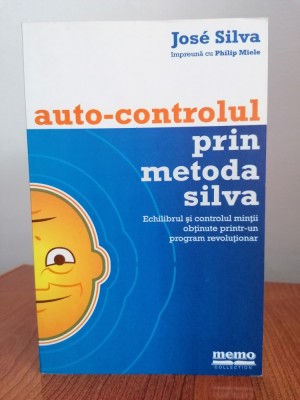 José Silva
împreună cu Philip Miele
auto-controlul
prin
metoda
silva
Echilibrul și controlul minții
obținute printr-un
program revoluționar
memo
COLLECTION